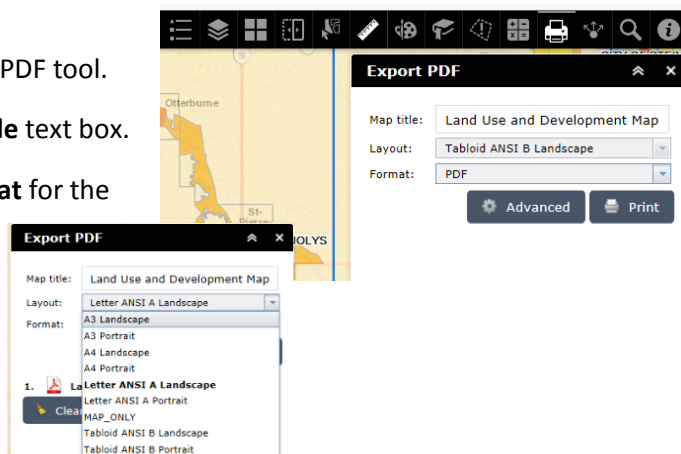 PDF tool.
le text box.
at for the
Otterburne
St-
Pierre-
JOLYS
Export PDF
Map title: Land Use and Development Map
Layout: Tabloid ANSI B Landscape
Format: PDF
Advanced Print
Export PDF
Map title: Land Use and Development Map
Layout: Letter ANSI A Landscape
Format: A3 Landscape
A3 Portrait
A4 Landscape
A4 Portrait
1. La Letter ANSI A Landscape
Letter ANSI A Portrait
Clea MAP_ONLY
Tabloid ANSI B Landscape
Tabloid ANSI B Portrait